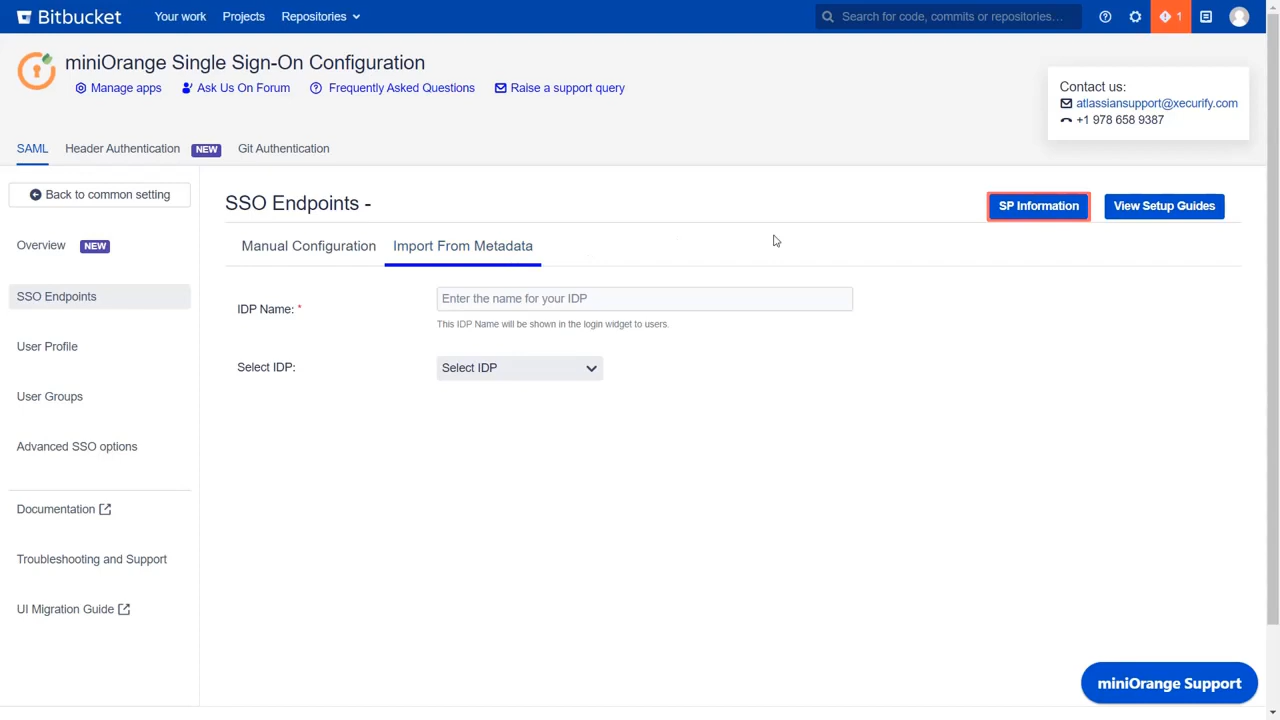 Bitbucket Your work Projects Repositories Search for code, commits or repositories... 1
miniOrange Single Sign-On Configuration
Manage apps Ask Us On Forum Frequently Asked Questions Raise a support query
Contact us:
atlassiansupport@xecurify.com
+1 978 658 9387
SAML Header Authentication NEW Git Authentication
Back to common setting
Overview NEW
SSO Endpoints
User Profile
User Groups
Advanced SSO options
Documentation
Troubleshooting and Support
UI Migration Guide
SSO Endpoints -
SP Information View Setup Guides
Manual Configuration Import From Metadata
IDP Name: * Enter the name for your IDP
This IDP Name will be shown in the login widget to users.
Select IDP: Select IDP
miniOrange Support